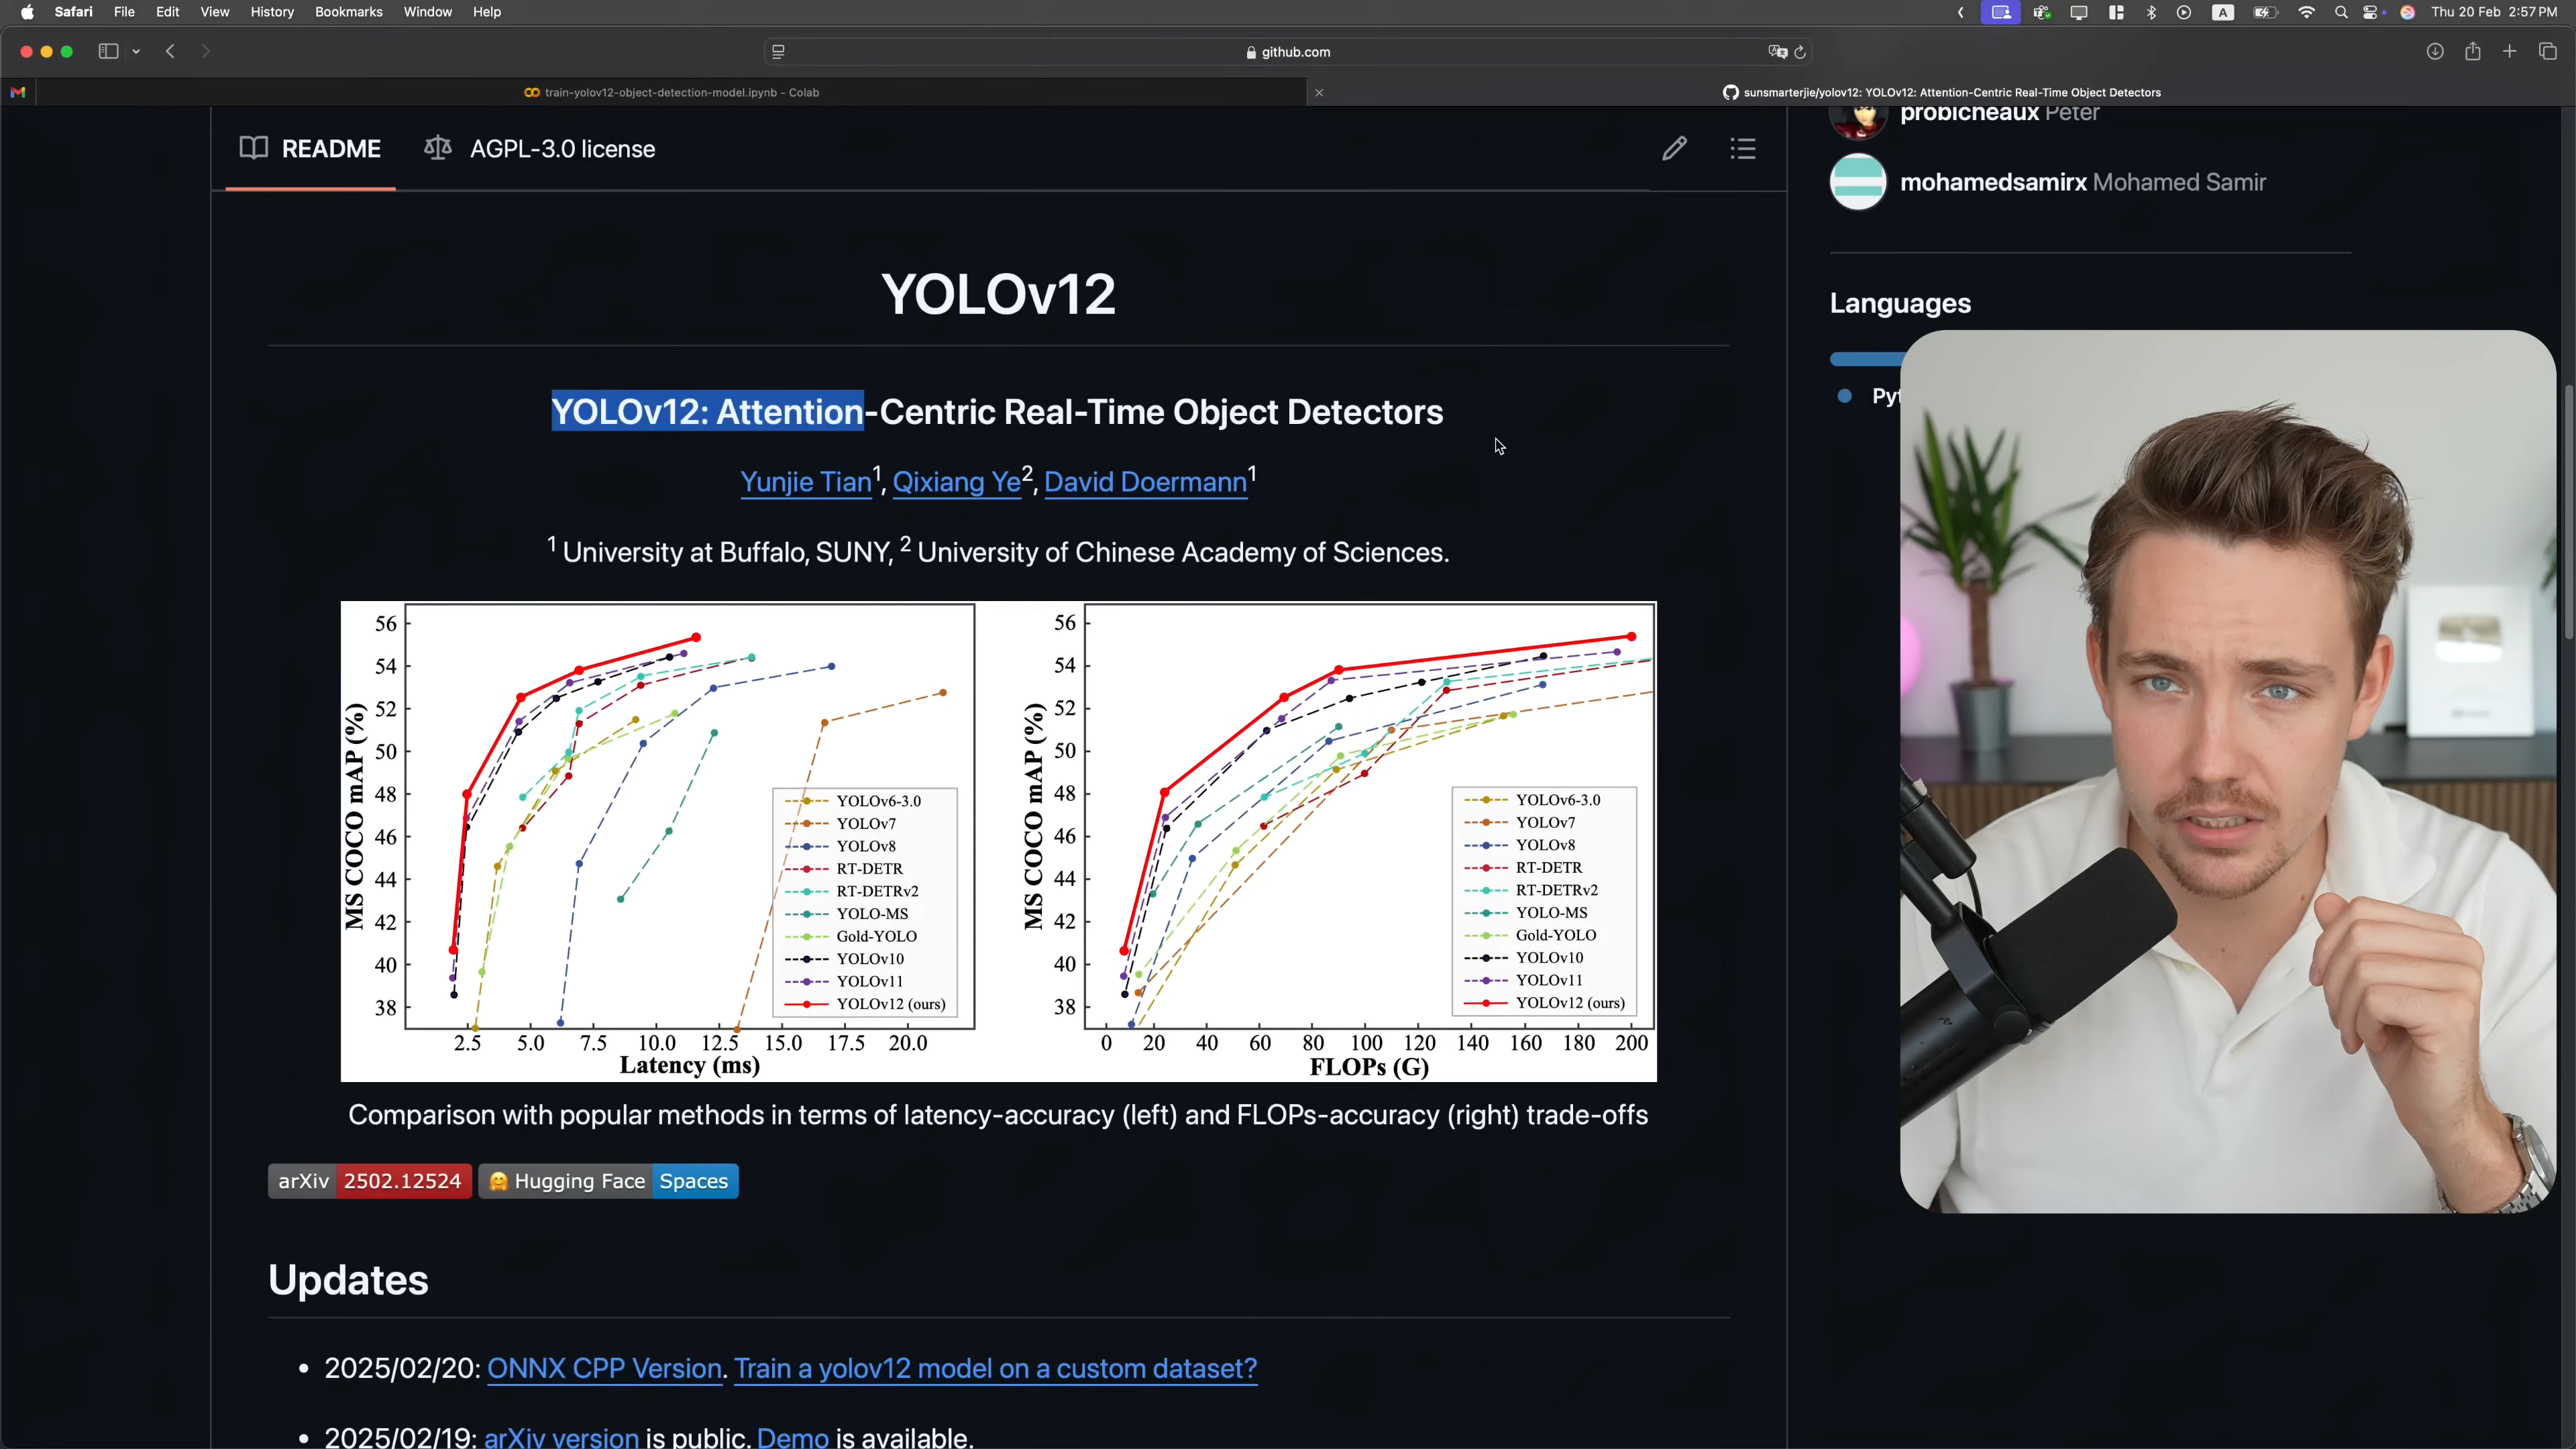 Safari File Edit View History Bookmarks Window Help
A
Thu 20 Feb 2:57 PM
github.com
train-yolov12-object-detection-model.ipynb - Colab
sunsmarterjie/yolov12: YOLOv12: Attention-Centric Real-Time Object Detectors
README
AGPL-3.0 license
probicheaux Peter
mohamedsamirx Mohamed Samir
Languages
Pyt
YOLOv12
YOLOv12: Attention-Centric Real-Time Object Detectors
Yunjie Tian¹, Qixiang Ye², David Doermann¹
¹ University at Buffalo, SUNY, ² University of Chinese Academy of Sciences.
MS COCO mAP (%)
56
54
52
50
48
46
44
42
40
38
2.5 5.0 7.5 10.0 12.5 15.0 17.5 20.0
Latency (ms)
YOLOv6-3.0
YOLOv7
YOLOv8
RT-DETR
RT-DETRv2
YOLO-MS
Gold-YOLO
YOLOv10
YOLOv11
YOLOv12 (ours)
MS COCO mAP (%)
56
54
52
50
48
46
44
42
40
38
0 20 40 60 80 100 120 140 160 180 200
FLOPs (G)
YOLOv6-3.0
YOLOv7
YOLOv8
RT-DETR
RT-DETRv2
YOLO-MS
Gold-YOLO
YOLOv10
YOLOv11
YOLOv12 (ours)
Comparison with popular methods in terms of latency-accuracy (left) and FLOPs-accuracy (right) trade-offs
arXiv 2502.12524
Hugging Face Spaces
Updates
2025/02/20: ONNX CPP Version. Train a yolov12 model on a custom dataset?
2025/02/19: arXiv version is public. Demo is available.